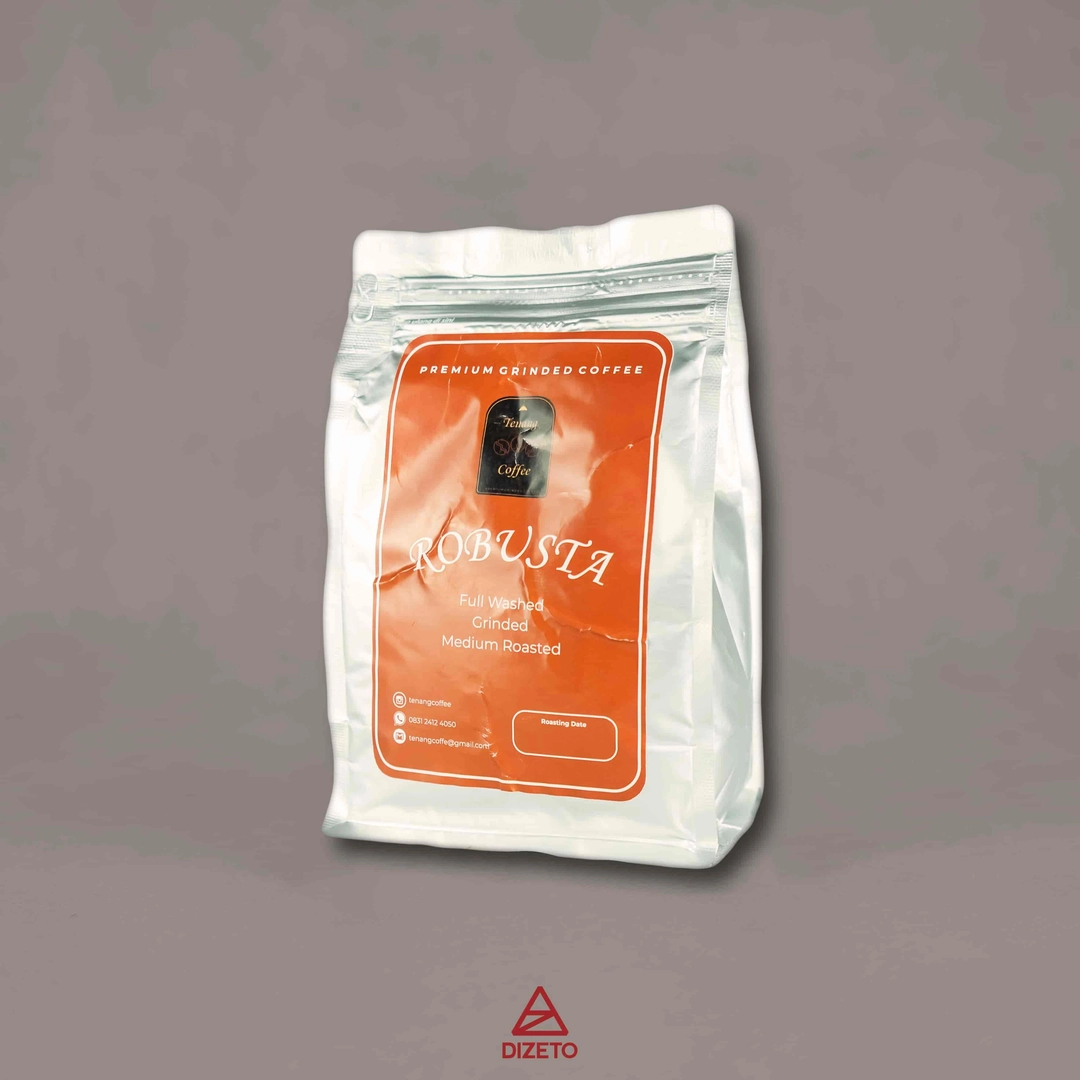 PREMIUM GRINDED COFFEE
Tenang
Coffee
ROBUSTA
Full Washed
Grinded
Medium Roasted
tenangcoffee
0831 2412 4050
tenangcoffe@gmail.com
Roasting Date
DIZETO